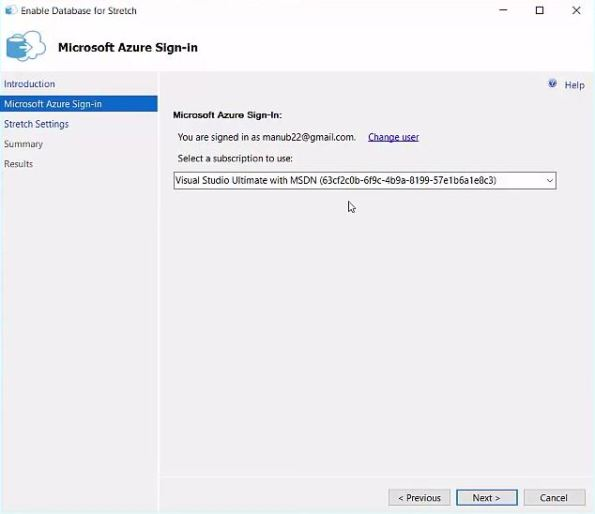 Enable Database for Stretch
Microsoft Azure Sign-in
Introduction
Help
Microsoft Azure Sign-in
Stretch Settings
Summary
Results
Microsoft Azure Sign-In:
You are signed in as manub22@gmail.com. Change user
Select a subscription to use:
Visual Studio Ultimate with MSDN (63cf2c0b-6f9c-4b9a-8199-57e1b6a1e8c3)
< Previous Next > Cancel